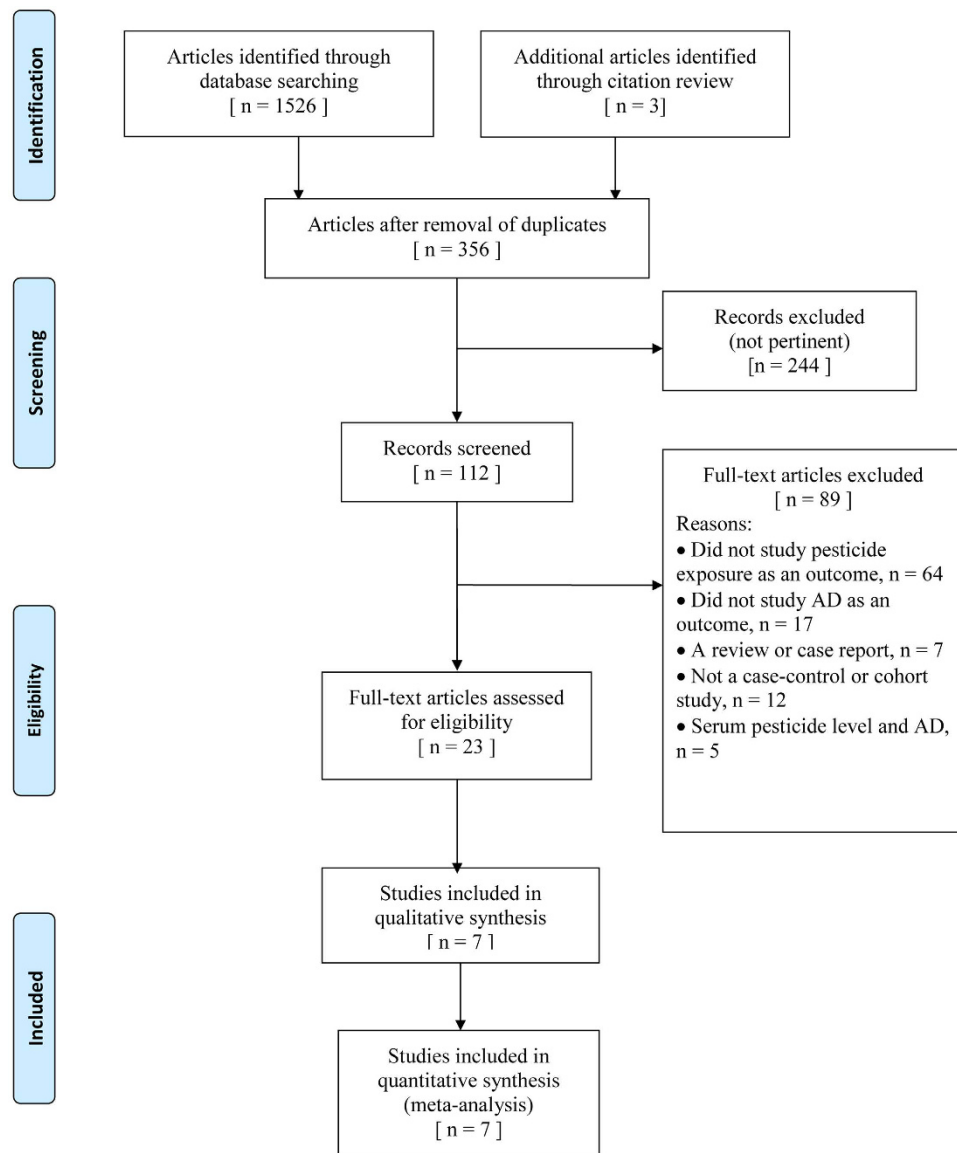 Identification
Articles identified through
database searching
[ n = 1526 ]
Additional articles identified
through citation review
[ n = 3]
Articles after removal of duplicates
[ n = 356 ]
Screening
Records excluded
(not pertinent)
[n = 244 ]
Records screened
[ n = 112 ]
Full-text articles excluded
[ n = 89 ]
Reasons:
• Did not study pesticide
exposure as an outcome, n = 64
• Did not study AD as an
outcome, n = 17
• A review or case report, n = 7
• Not a case-control or cohort
study, n = 12
• Serum pesticide level and AD,
n = 5
Eligibility
Full-text articles assessed
for eligibility
[ n = 23 ]
Included
Studies included in
qualitative synthesis
[ n = 7 ]
Studies included in
quantitative synthesis
(meta-analysis)
[ n = 7 ]